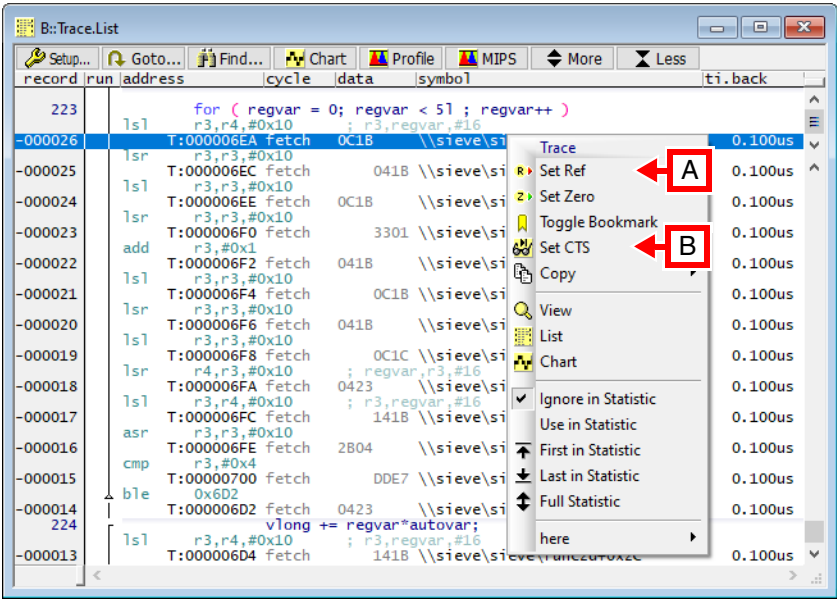 B::Trace.List
Setup... Goto... Find... Chart Profile MIPS More Less
record run address cycle data symbol ti.back
223 for ( regvar = 0; regvar < 5l ; regvar++ )
lsl r3,r4,#0x10 ; r3,regvar,#16
-000026 T:000006EA fetch 0C1B \\sieve\si 0.100us
lsr r3,r3,#0x10
-000025 T:000006EC fetch 041B \\sieve\si 0.100us
lsl r3,r3,#0x10
-000024 T:000006EE fetch 0C1B \\sieve\si 0.100us
lsr r3,r3,#0x10
-000023 T:000006F0 fetch 3301 \\sieve\si 0.100us
add r3,#0x1
-000022 T:000006F2 fetch 041B \\sieve\si 0.100us
lsl r3,r3,#0x10
-000021 T:000006F4 fetch 0C1B \\sieve\si 0.100us
lsr r3,r3,#0x10
-000020 T:000006F6 fetch 041B \\sieve\si 0.100us
lsl r3,r3,#0x10
-000019 T:000006F8 fetch 0C1C \\sieve\si 0.100us
lsr r4,r3,#0x10 ; regvar,r3,#16
-000018 T:000006FA fetch 0423 \\sieve\si 0.100us
lsl r3,r4,#0x10 ; r3,regvar,#16
-000017 T:000006FC fetch 141B \\sieve\si 0.100us
asr r3,r3,#0x10
-000016 T:000006FE fetch 2B04 \\sieve\si 0.100us
cmp r3,#0x4
-000015 T:00000700 fetch DDE7 \\sieve\si 0.100us
ble 0x6D2
-000014 T:000006D2 fetch 0423 \\sieve\si 0.100us
224 vlong += regvar*autovar;
lsl r3,r4,#0x10 ; r3,regvar,#16
-000013 T:000006D4 fetch 141B \\sieve\sieve\func2d+0x2C 0.100us
Trace
R Set Ref
A
Z Set Zero
Toggle Bookmark
Set CTS
B
Copy
View
List
Chart
Ignore in Statistic
Use in Statistic
First in Statistic
Last in Statistic
Full Statistic
here